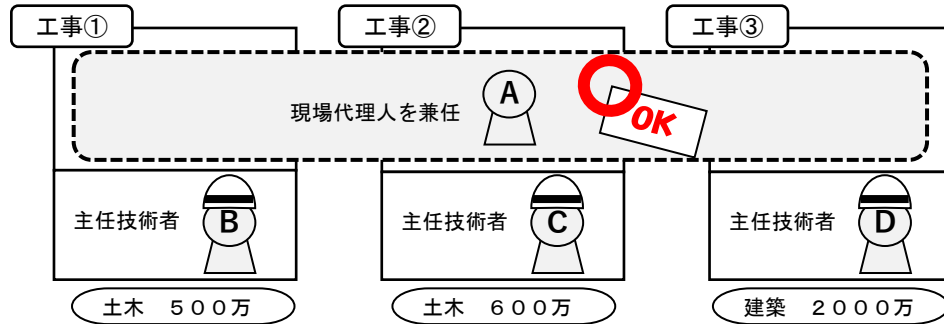 工事①
工事②
工事③
現場代理人を兼任
A
OK
主任技術者
B
主任技術者
C
主任技術者
D
土木 ５００万
土木 ６００万
建築 ２０００万